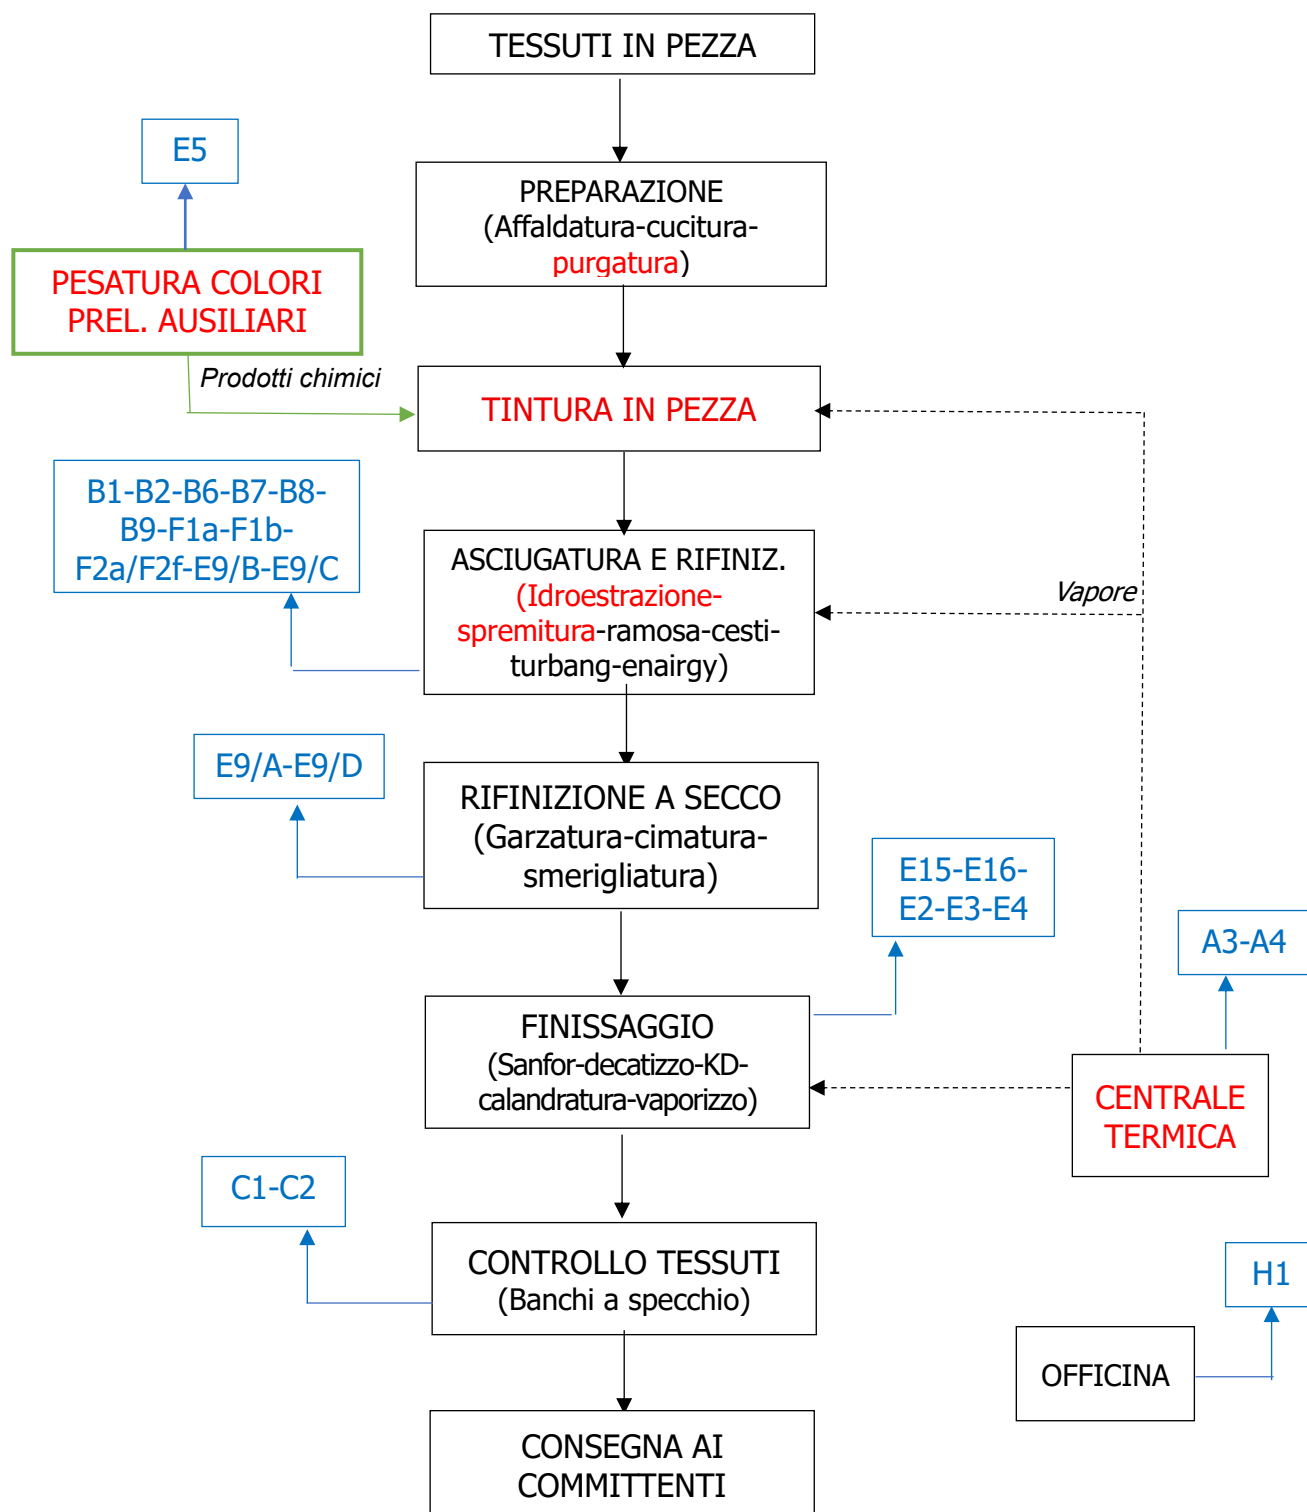 TESSUTI IN PEZZA
E5
PREPARAZIONE
(Affaldatura-cucitura-
purgatura)
PESATURA COLORI
PREL. AUSILIARI
Prodotti chimici
TINTURA IN PEZZA
B1-B2-B6-B7-B8-
B9-F1a-F1b-
F2a/F2f-E9/B-E9/C
ASCIUGATURA E RIFINIZ.
(Idroestrazione-
spremitura-ramosa-cesti-
turbang-enairgy)
Vapore
E9/A-E9/D
RIFINIZIONE A SECCO
(Garzatura-cimatura-
smerigliatura)
E15-E16-
E2-E3-E4
A3-A4
FINISSAGGIO
(Sanfor-decatizzo-KD-
calandratura-vaporizzo)
CENTRALE
TERMICA
C1-C2
CONTROLLO TESSUTI
(Banchi a specchio)
H1
OFFICINA
CONSEGNA AI
COMMITTENTI